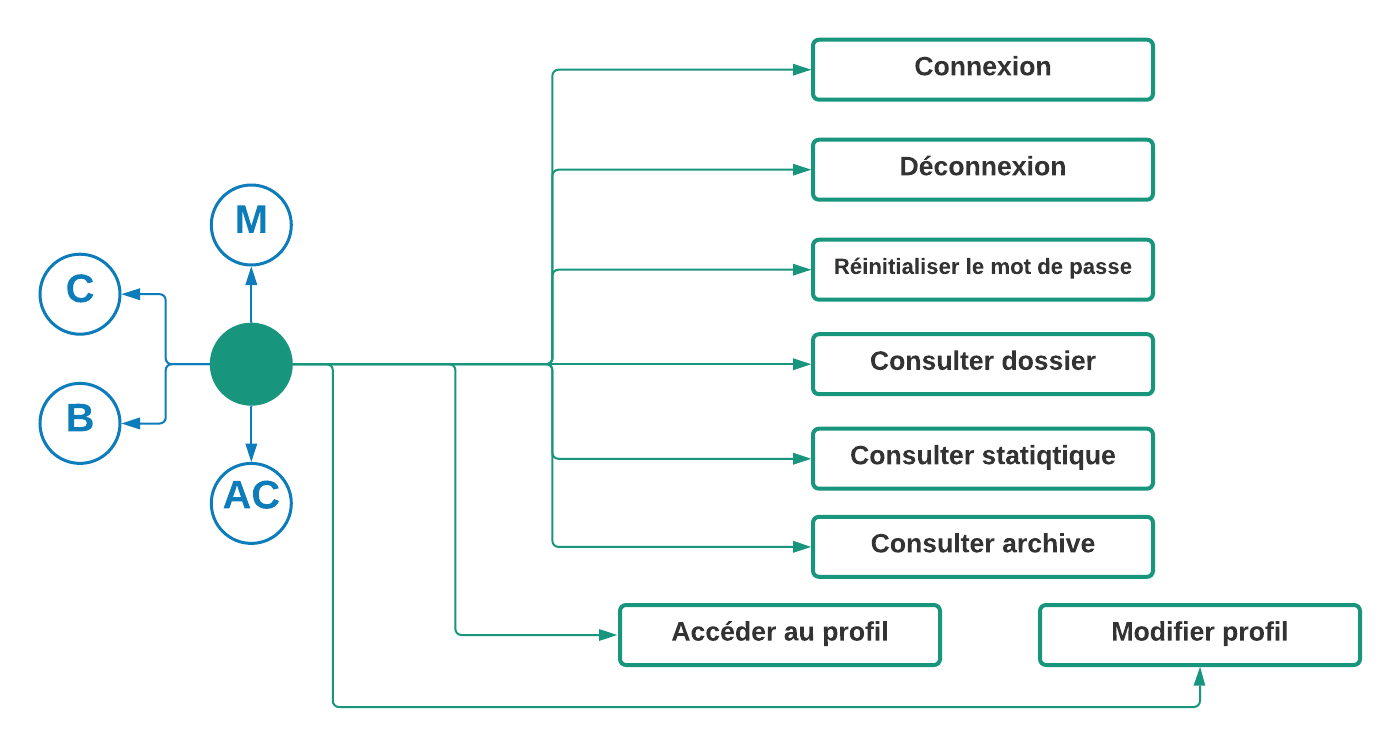 Connexion
Déconnexion
M
Réinitialiser le mot de passe
C
Consulter dossier
B
Consulter statiqtique
AC
Consulter archive
Accéder au profil
Modifier profil